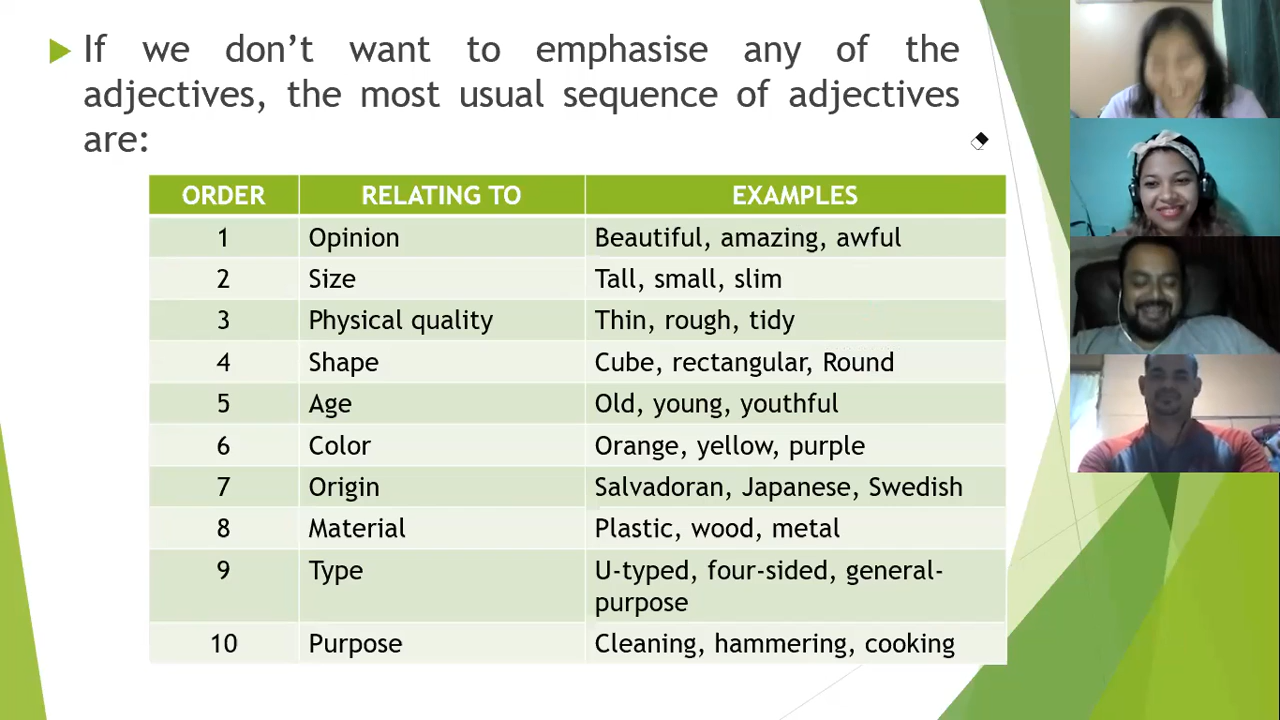 If we don’t want to emphasise any of the
adjectives, the most usual sequence of adjectives
are:
ORDER RELATING TO EXAMPLES
1 Opinion Beautiful, amazing, awful
2 Size Tall, small, slim
3 Physical quality Thin, rough, tidy
4 Shape Cube, rectangular, Round
5 Age Old, young, youthful
6 Color Orange, yellow, purple
7 Origin Salvadoran, Japanese, Swedish
8 Material Plastic, wood, metal
9 Type U-typed, four-sided, general-
purpose
10 Purpose Cleaning, hammering, cooking